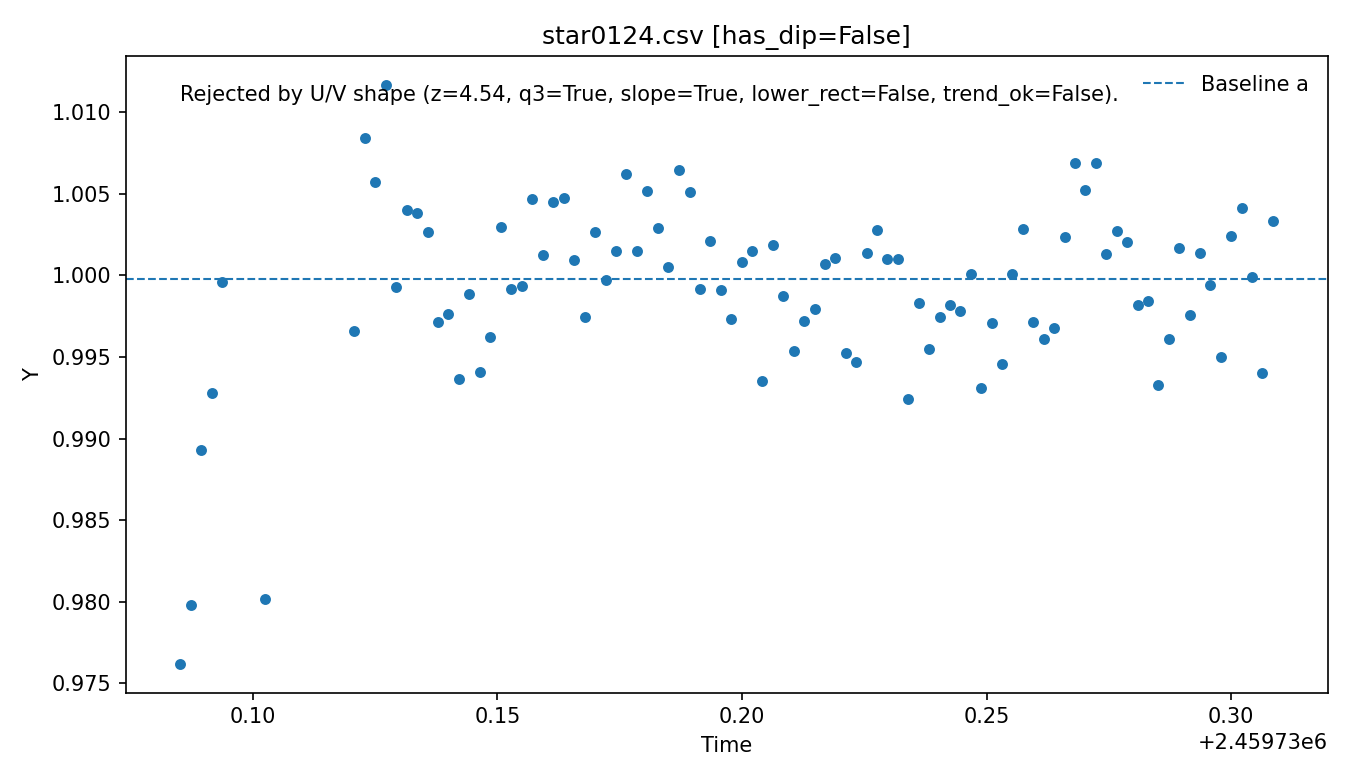 star0124.csv [has_dip=False]
Rejected by U/V shape (z=4.54, q3=True, slope=True, lower_rect=False, trend_ok=False).
Baseline a
1.010
1.005
1.000
0.995
0.990
0.985
0.980
0.975
Y
0.10 0.15 0.20 0.25 0.30
Time
+2.45973e6